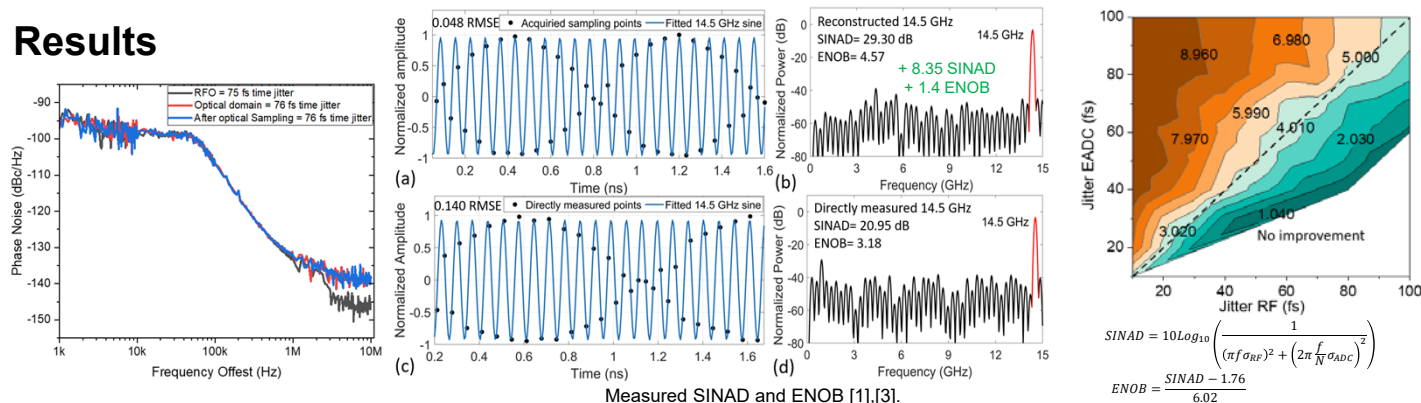 Results
RFO = 75 fs time jitter
Optical domain = 76 fs time jitter
After optical Sampling = 76 fs time jitter
Phase Noise (dBc/Hz)
-90
-100
-110
-120
-130
-140
-150
1k 10k 100k 1M 10M
Frequency Offest (Hz)
0.048 RMSE
Acquiried sampling points
Fitted 14.5 GHz sine
Normalized amplitude
1
0.5
0
-0.5
-1
0.2 0.4 0.6 0.8 1 1.2 1.4 1.6
(a)
Time (ns)
Reconstructed 14.5 GHz
SINAD= 29.30 dB
ENOB= 4.57
14.5 GHz
+ 8.35 SINAD
+ 1.4 ENOB
Normalized Power (dB)
0
-20
-40
-60
-80
0 3 6 9 12 15
(b)
Frequency (GHz)
0.140 RMSE
Directly measured points
Fitted 14.5 GHz sine
Normalized Amplitude
1
0.5
0
-0.5
-1
0.2 0.4 0.6 0.8 1 1.2 1.4 1.6
(c)
Time (ns)
Directly measured 14.5 GHz
SINAD= 20.95 dB
ENOB= 3.18
14.5 GHz
Normalized Power (dB)
0
-20
-40
-60
-80
0 3 6 9 12 15
(d)
Frequency (GHz)
Measured SINAD and ENOB [1],[3].
Jitter EADC (fs)
100
80
60
40
20
8.960
6.980
5.000
5.990
7.970
4.010
2.030
1.040
3.020
No improvement
20 40 60 80 100
Jitter RF (fs)
SINAD = 10Log₁₀(1 / ((πfσ_RF)² + (2π f/N σ_ADC)²))
ENOB = (SINAD − 1.76) / 6.02